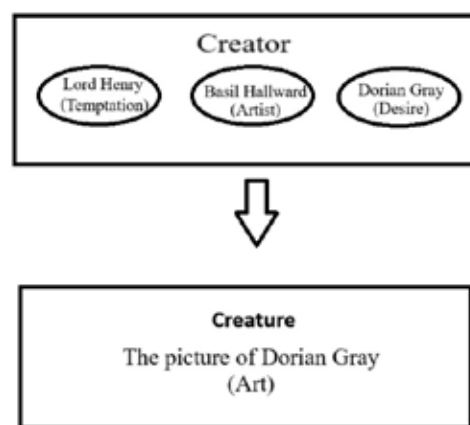 Creator
Lord Henry
(Temptation)
Basil Hallward
(Artist)
Dorian Gray
(Desire)
Creature
The picture of Dorian Gray
(Art)